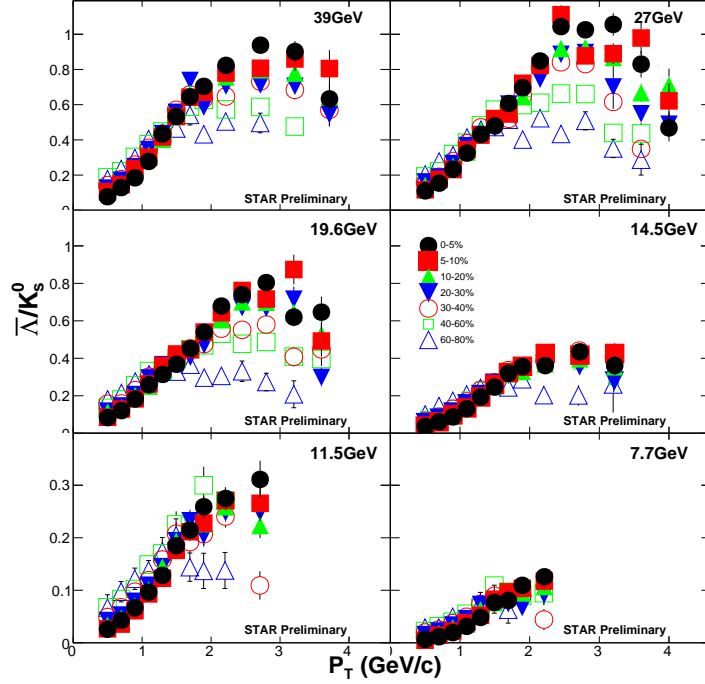 39GeV
27GeV
1
0.8
0.6
0.4
0.2
0
STAR Preliminary
STAR Preliminary
19.6GeV
14.5GeV
Λ̅/K⁰ₛ
1
0.8
0.6
0.4
0.2
0
0-5%
5-10%
10-20%
20-30%
30-40%
40-60%
60-80%
STAR Preliminary
STAR Preliminary
11.5GeV
7.7GeV
0.3
0.2
0.1
0
STAR Preliminary
STAR Preliminary
0 1 2 3 4 0 1 2 3 4
P_T (GeV/c)